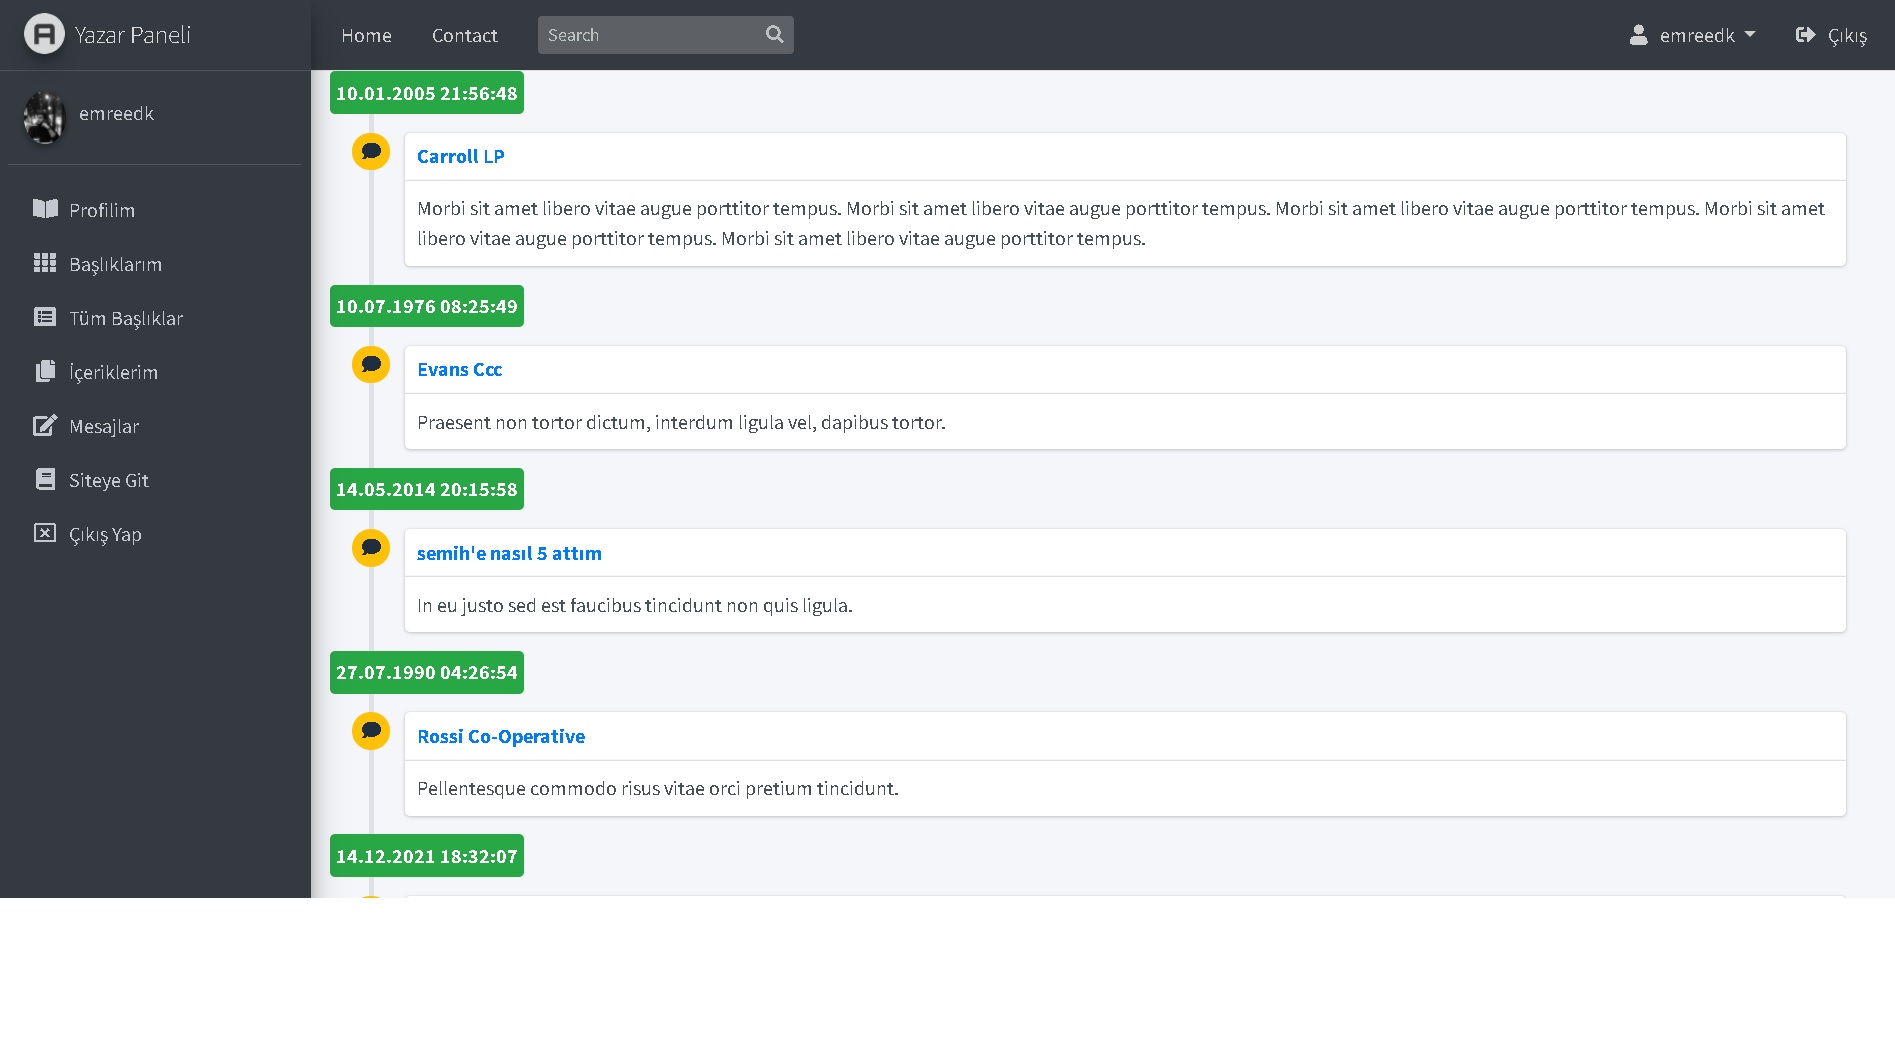 Yazar Paneli
Home
Contact
Search
emreedk
Çıkış
emreedk
Profilim
Başlıklarım
Tüm Başlıklar
İçeriklerim
Mesajlar
Siteye Git
Çıkış Yap
10.01.2005 21:56:48
Carroll LP
Morbi sit amet libero vitae augue porttitor tempus. Morbi sit amet libero vitae augue porttitor tempus. Morbi sit amet libero vitae augue porttitor tempus. Morbi sit amet
libero vitae augue porttitor tempus. Morbi sit amet libero vitae augue porttitor tempus.
10.07.1976 08:25:49
Evans Ccc
Praesent non tortor dictum, interdum ligula vel, dapibus tortor.
14.05.2014 20:15:58
semih'e nasıl 5 attım
In eu justo sed est faucibus tincidunt non quis ligula.
27.07.1990 04:26:54
Rossi Co-Operative
Pellentesque commodo risus vitae orci pretium tincidunt.
14.12.2021 18:32:07